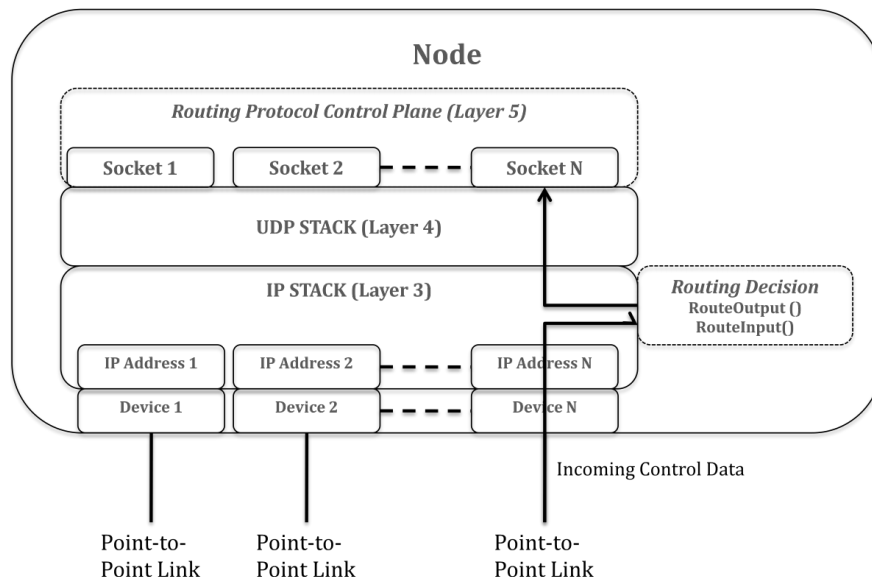 Node
Routing Protocol Control Plane (Layer 5)
Socket 1
Socket 2
Socket N
UDP STACK (Layer 4)
IP STACK (Layer 3)
Routing Decision
RouteOutput ()
RouteInput()
IP Address 1
IP Address 2
IP Address N
Device 1
Device 2
Device N
Incoming Control Data
Point-to-
Point Link
Point-to-
Point Link
Point-to-
Point Link